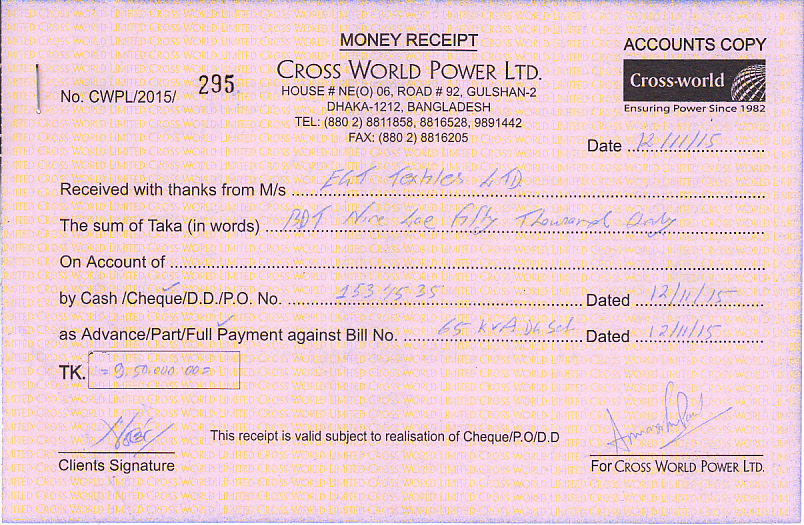 MONEY RECEIPT
ACCOUNTS COPY
CROSS WORLD POWER LTD.
HOUSE # NE(O) 06, ROAD # 92, GULSHAN-2
DHAKA-1212, BANGLADESH
TEL: (880 2) 8811858, 8816528, 9891442
FAX: (880 2) 8816205
Cross-world
Ensuring Power Since 1982
No. CWPL/2015/ 295
Date 12/11/15
Received with thanks from M/s EGT Textiles LTD.
The sum of Taka (in words) BDT Nine Lac Fifty Thousand Only
On Account of
by Cash /Cheque/D.D./P.O. No. 1534535 Dated 12/11/15
as Advance/Part/Full Payment against Bill No. 65 KVA Set Dated 12/11/15
TK. =9,50,000.00=
This receipt is valid subject to realisation of Cheque/P.O/D.D
Clients Signature
For CROSS WORLD POWER LTD.